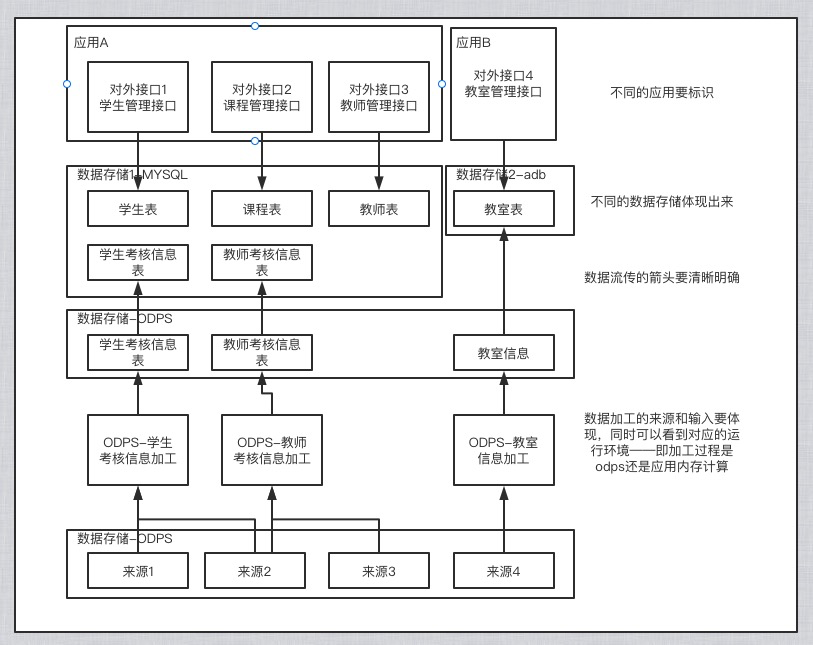 应用A
应用B
对外接口1
学生管理接口
对外接口2
课程管理接口
对外接口3
教师管理接口
对外接口4
教室管理接口
不同的应用要标识
数据存储1-MYSQL
数据存储2-adb
学生表
课程表
教师表
教室表
不同的数据存储体现出来
学生考核信息
表
教师考核信息
表
数据流传的箭头要清晰明确
数据存储-ODPS
学生考核信息
表
教师考核信息
表
教室信息
ODPS-学生
考核信息加工
ODPS-教师
考核信息加工
ODPS-教室
信息加工
数据加工的来源和输入要体
现，同时可以看到对应的运
行环境——即加工过程是
odps还是应用内存计算
数据存储-ODPS
来源1
来源2
来源3
来源4